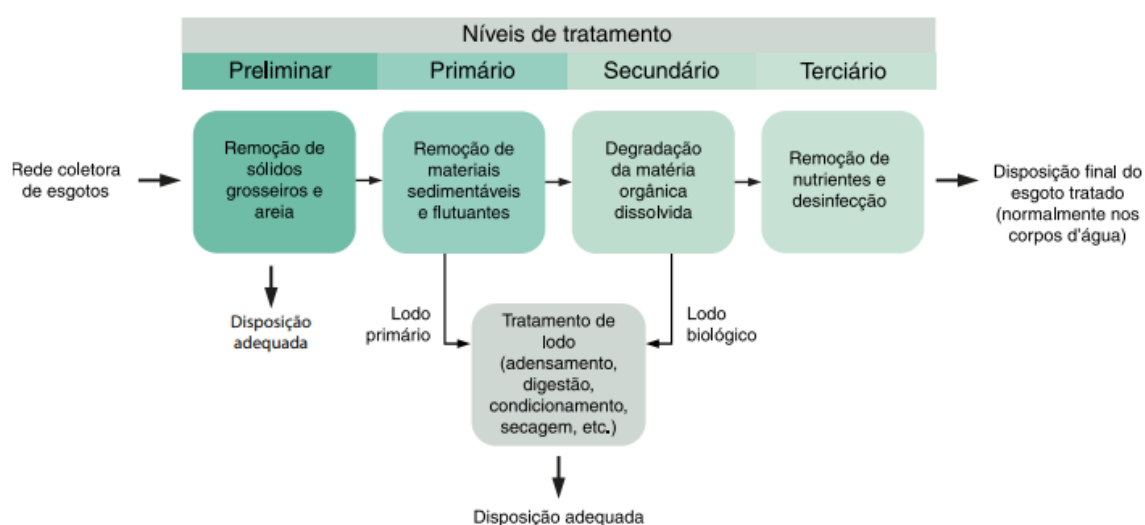 Níveis de tratamento
Preliminar
Primário
Secundário
Terciário
Rede coletora
de esgotos
Remoção de
sólidos
grosseiros e
areia
Remoção de
materiais
sedimentáveis
e flutuantes
Degradação
da matéria
orgânica
dissolvida
Remoção de
nutrientes e
desinfecção
Disposição final do
esgoto tratado
(normalmente nos
corpos d'água)
Disposição
adequada
Lodo
primário
Tratamento de
lodo
(adensamento,
digestão,
condicionamento,
secagem, etc.)
Lodo
biológico
Disposição adequada